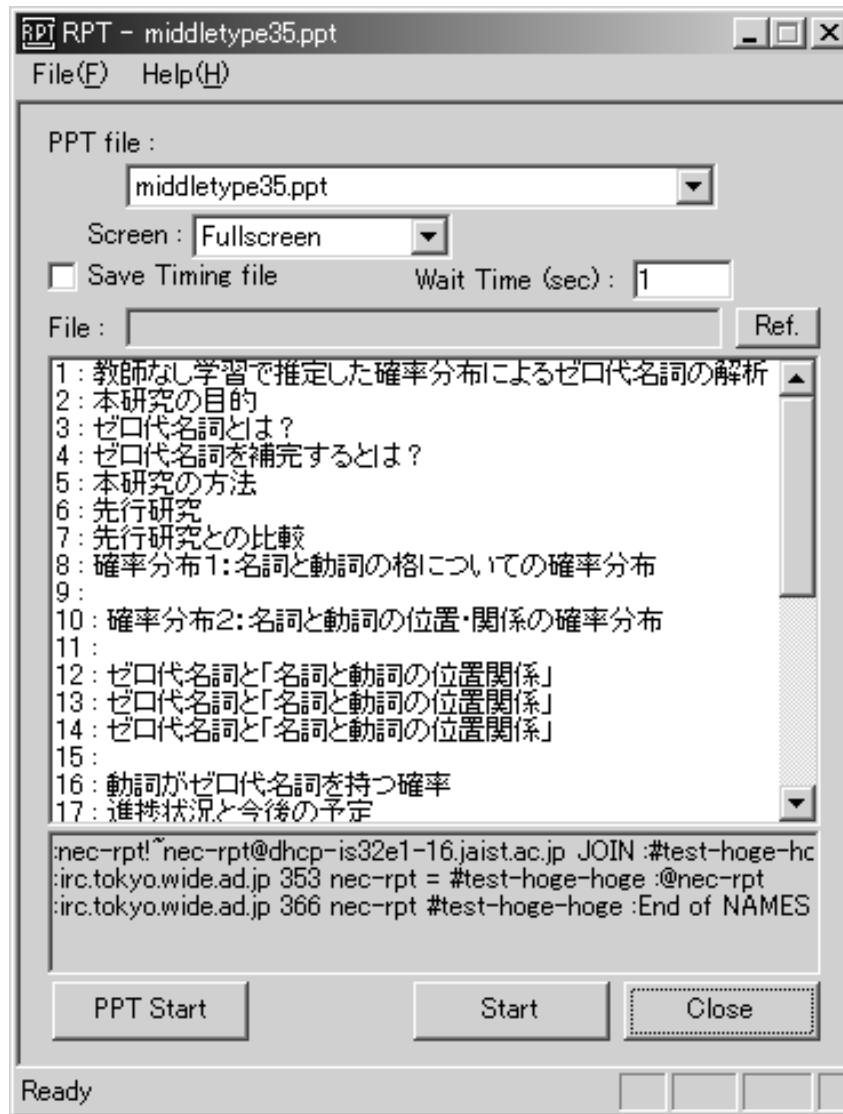 RPT RPT - middletype35.ppt
File(F) Help(H)
PPT file :
middletype35.ppt
Screen : Fullscreen
Save Timing file Wait Time (sec) : 1
File : Ref.
1 : 教師なし学習で推定した確率分布によるゼロ代名詞の解析
2 : 本研究の目的
3 : ゼロ代名詞とは？
4 : ゼロ代名詞を補完するとは？
5 : 本研究の方法
6 : 先行研究
7 : 先行研究との比較
8 : 確率分布1：名詞と動詞の格についての確率分布
9 :
10 : 確率分布2：名詞と動詞の位置・関係の確率分布
11 :
12 : ゼロ代名詞と「名詞と動詞の位置関係」
13 : ゼロ代名詞と「名詞と動詞の位置関係」
14 : ゼロ代名詞と「名詞と動詞の位置関係」
15 :
16 : 動詞がゼロ代名詞を持つ確率
17 : 進捗状況と今後の予定
:nec-rpt!~nec-rpt@dhcp-is32e1-16.jaist.ac.jp JOIN :#test-hoge-ho
:irc.tokyo.wide.ad.jp 353 nec-rpt = #test-hoge-hoge :@nec-rpt
:irc.tokyo.wide.ad.jp 366 nec-rpt #test-hoge-hoge :End of NAMES
PPT Start Start Close
Ready